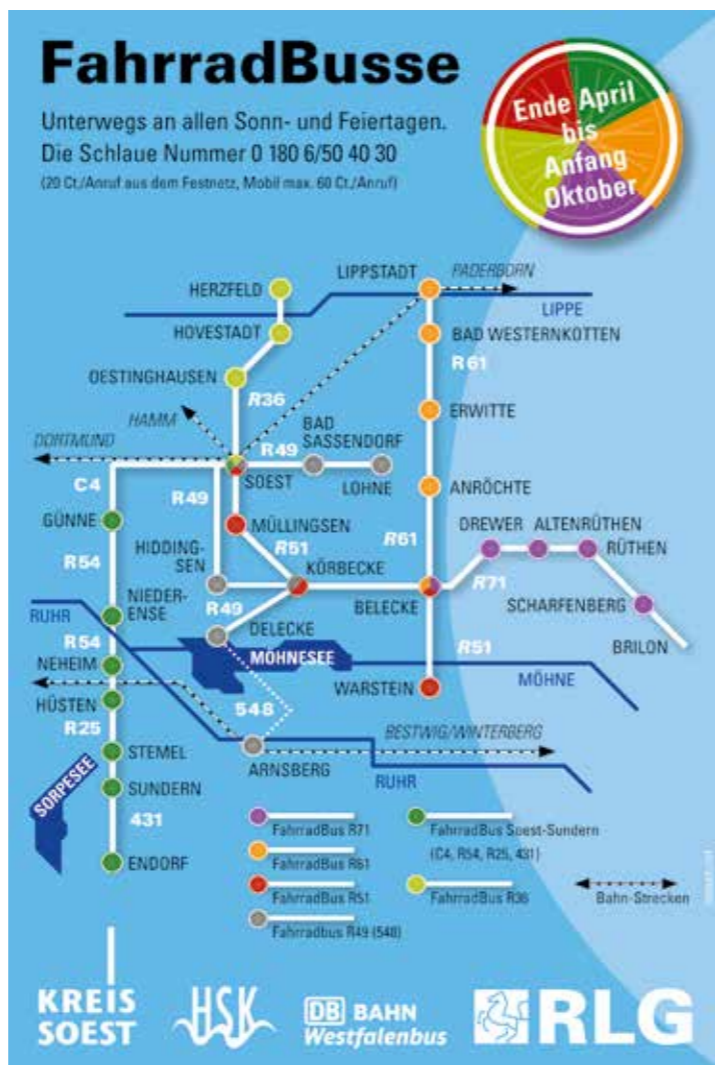 FahrradBusse
Unterwegs an allen Sonn- und Feiertagen.
Die Schlaue Nummer 0 180 6/50 40 30
(20 Ct./Anruf aus dem Festnetz, Mobil max. 60 Ct./Anruf)
Ende April
bis
Anfang
Oktober
LIPPSTADT
PADERBORN
HERZFELD
LIPPE
HOVESTADT
BAD WESTERNKOTTEN
R61
OESTINGHAUSEN
R36
HAMM
ERWITTE
DORTMUND
R49
BAD
SASSENDORF
C4
R49
SOEST
LOHNE
ANRÖCHTE
GÜNNE
MÜLLINGSEN
DREWER
ALTENRÜTHEN
R54
HIDDING-
SEN
R51
R61
RÜTHEN
KÖRBECKE
R71
NIEDER-
ENSE
R49
BELECKE
SCHARFENBERG
RUHR
DELECKE
R54
MÖHNESEE
R51
BRILON
NEHEIM
WARSTEIN
MÖHNE
HÜSTEN
548
R25
BESTWIG/WINTERBERG
STEMEL
ARNSBERG
RUHR
SORPESEE
SUNDERN
431
ENDORF
FahrradBus R71
FahrradBus Soest-Sundern
(C4, R54, R25, 431)
FahrradBus R61
FahrradBus R51
FahrradBus R36
Bahn-Strecken
Fahrradbus R49 (548)
KREIS
SOEST
HSK
DB BAHN
Westfalenbus
RLG